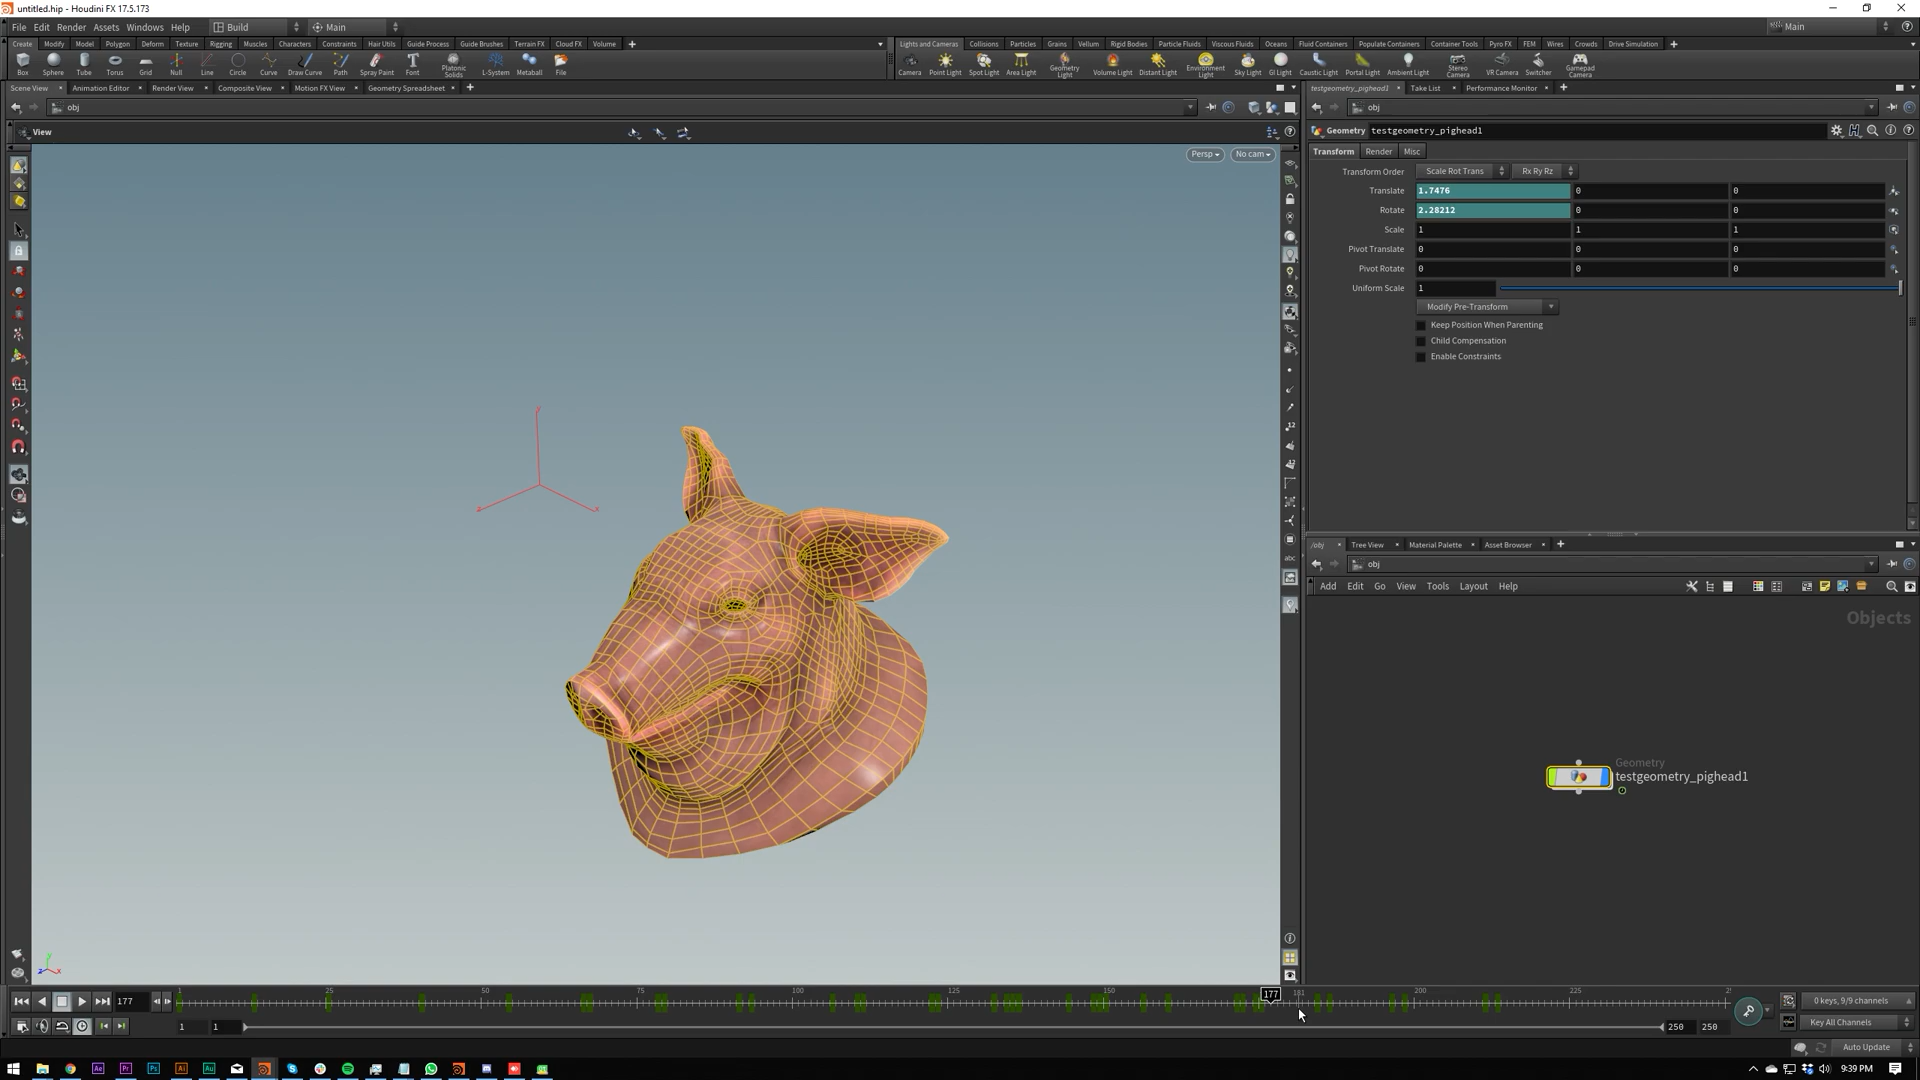 untitled.hip - Houdini FX 17.5.173
File Edit Render Assets Windows Help Build Main Main
Create Modify Model Polygon Deform Texture Rigging Muscles Characters Constraints Hair Utils Guide Process Guide Brushes Terrain FX Cloud FX Volume
Lights and Cameras Collisions Particles Grains Vellum Rigid Bodies Particle Fluids Viscous Fluids Oceans Fluid Containers Populate Containers Container Tools Pyro FX FEM Wires Crowds Drive Simulation
Box Sphere Tube Torus Grid Null Line Circle Curve Draw Curve Path Spray Paint Font Platonic Solids L-System Metaball File
Camera Point Light Spot Light Area Light Geometry Light Volume Light Distant Light Environment Light Sky Light GI Light Caustic Light Portal Light Ambient Light Stereo Camera VR Camera Switcher Gamepad Camera
Scene View Animation Editor Render View Composite View Motion FX View Geometry Spreadsheet
testgeometry_pighead1 Take List Performance Monitor
obj
obj
View
Geometry testgeometry_pighead1
Persp No cam
Transform Render Misc
Transform Order Scale Rot Trans Rx Ry Rz
Translate 1.7476 0 0
Rotate 2.28212 0 0
Scale 1 1 1
Pivot Translate 0 0 0
Pivot Rotate 0 0 0
Uniform Scale 1
Modify Pre-Transform
Keep Position When Parenting
Child Compensation
Enable Constraints
/obj Tree View Material Palette Asset Browser
obj
Add Edit Go View Tools Layout Help
Objects
Geometry
testgeometry_pighead1
12
abc
177
1 25 50 75 100 125 150 177 181 200 225 2
0 keys, 9/9 channels
1 1 250 250
Key All Channels
Auto Update
9:39 PM